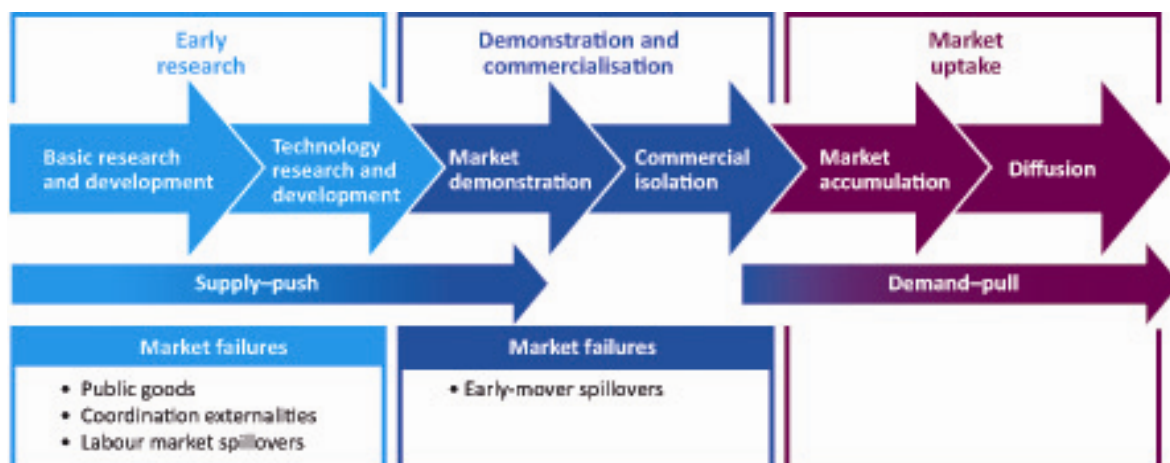 Early
research
Demonstration and
commercialisation
Market
uptake
Basic research
and development
Technology
research and
development
Market
demonstration
Commercial
isolation
Market
accumulation
Diffusion
Supply–push
Demand–pull
Market failures
• Public goods
• Coordination externalities
• Labour market spillovers
Market failures
• Early-mover spillovers